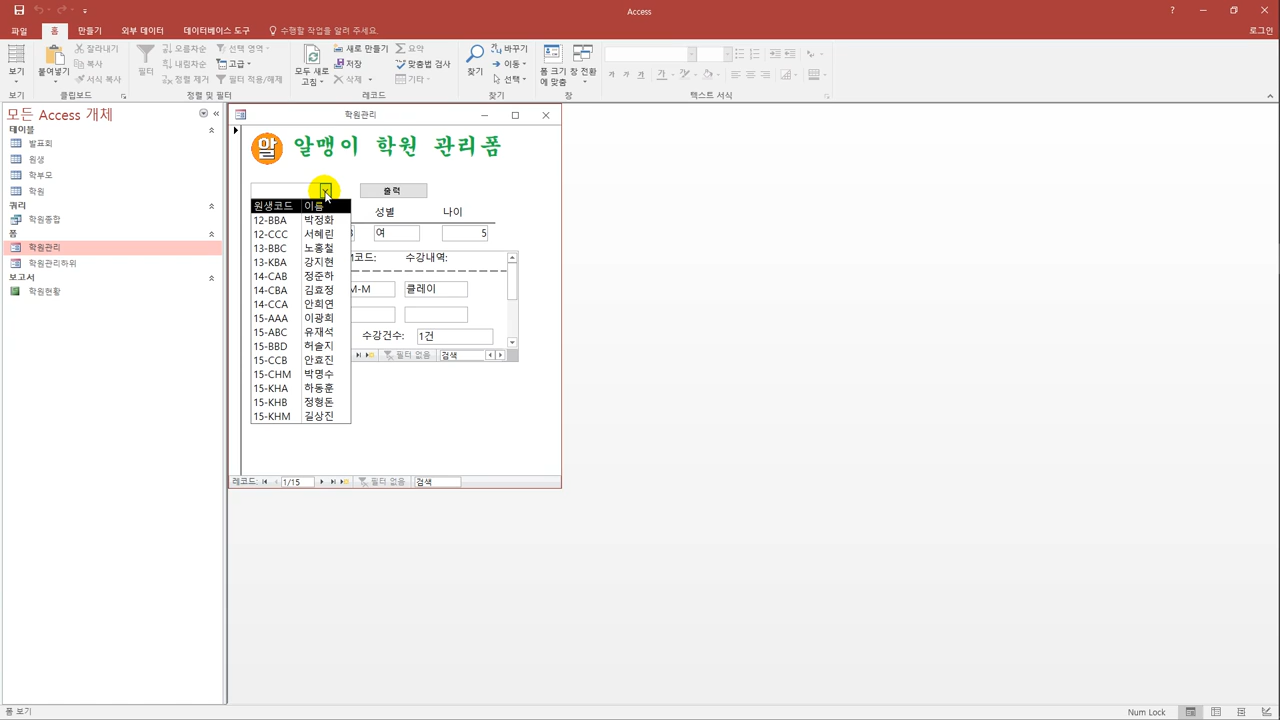 Access
파일 홈 만들기 외부 데이터 데이터베이스 도구 수행할 작업을 알려 주세요. 로그인
보기 붙여넣기 잘라내기 복사 서식 복사
필터 오름차순 내림차순 정렬 제거 선택 영역 고급 필터 적용/해제
모두 새로 고침 새로 만들기 저장 삭제 요약 맞춤법 검사 기타
찾기 바꾸기 이동 선택
폼 크기에 맞춤 창 전환
가 가 가 가
보기 클립보드 정렬 및 필터 레코드 찾기 창 텍스트 서식
모든 Access 개체
테이블
발표회
원생
학부모
학원
쿼리
학원종합
폼
학원관리
학원관리하위
보고서
학원현황
학원관리
알 알맹이 학원 관리폼
출력
성별 나이
여 5
코드: 수강내역:
M-M 클레이
수강건수: 1건
필터 없음 검색
원생코드 이름
12-BBA 박정화
12-CCC 서혜린
13-BBC 노홍철
13-KBA 강지현
14-CAB 정준하
14-CBA 김효정
14-CCA 안희연
15-AAA 이광희
15-ABC 유재석
15-BBD 허솔지
15-CCB 안효진
15-CHM 박명수
15-KHA 하동훈
15-KHB 정형돈
15-KHM 길상진
레코드: 1/15 필터 없음 검색
폼 보기 Num Lock